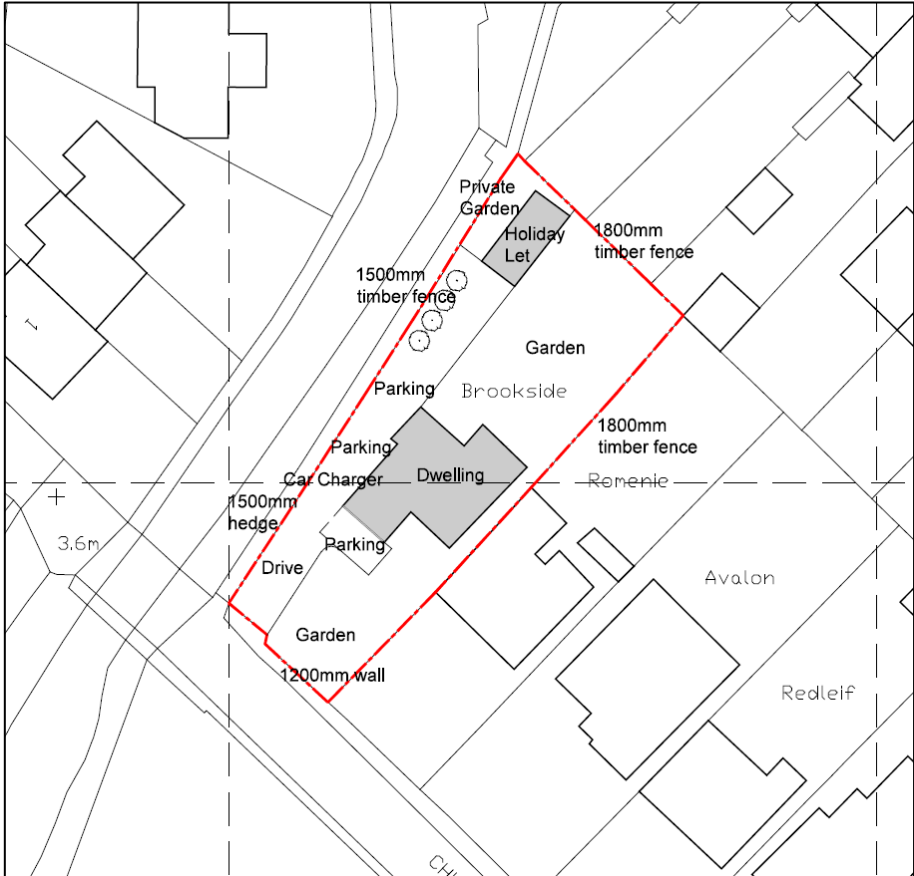 Private
Garden
Holiday
Let
1800mm
timber fence
1500mm
timber fence
Garden
Parking
Brookside
1800mm
timber fence
Parking
Car Charger
Dwelling
Romenie
1500mm
hedge
3.6m
Parking
Drive
Avalon
Garden
1200mm wall
Redleif